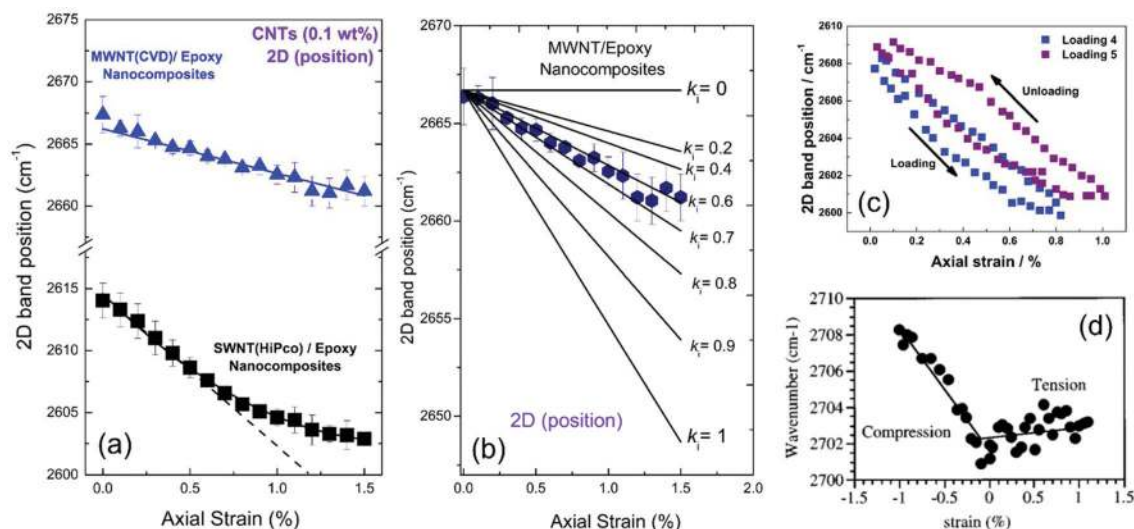 2675
2670
2665
2660
2615
2610
2605
2600
2D band position (cm⁻¹)
CNTs (0.1 wt%)
2D (position)
MWNT(CVD)/ Epoxy
Nanocomposites
SWNT(HiPco) / Epoxy
Nanocomposites
(a)
0.0 0.5 1.0 1.5
Axial Strain (%)
2670
2665
2660
2655
2650
2D band position (cm⁻¹)
MWNT/Epoxy
Nanocomposites
kᵢ= 0
kᵢ= 0.2
kᵢ= 0.4
kᵢ= 0.6
kᵢ= 0.7
kᵢ= 0.8
kᵢ= 0.9
kᵢ= 1
2D (position)
(b)
0.0 0.5 1.0 1.5 2.0
Axial Strain (%)
2608
2606
2604
2602
2600
2D band position / cm⁻¹
Loading 4
Loading 5
Unloading
Loading
(c)
0.0 0.2 0.4 0.6 0.8 1.0
Axial strain / %
2710
2708
2706
2704
2702
2700
Wavenumber (cm-1)
(d)
Tension
Compression
-1.5 -1 -0.5 0 0.5 1 1.5
strain (%)